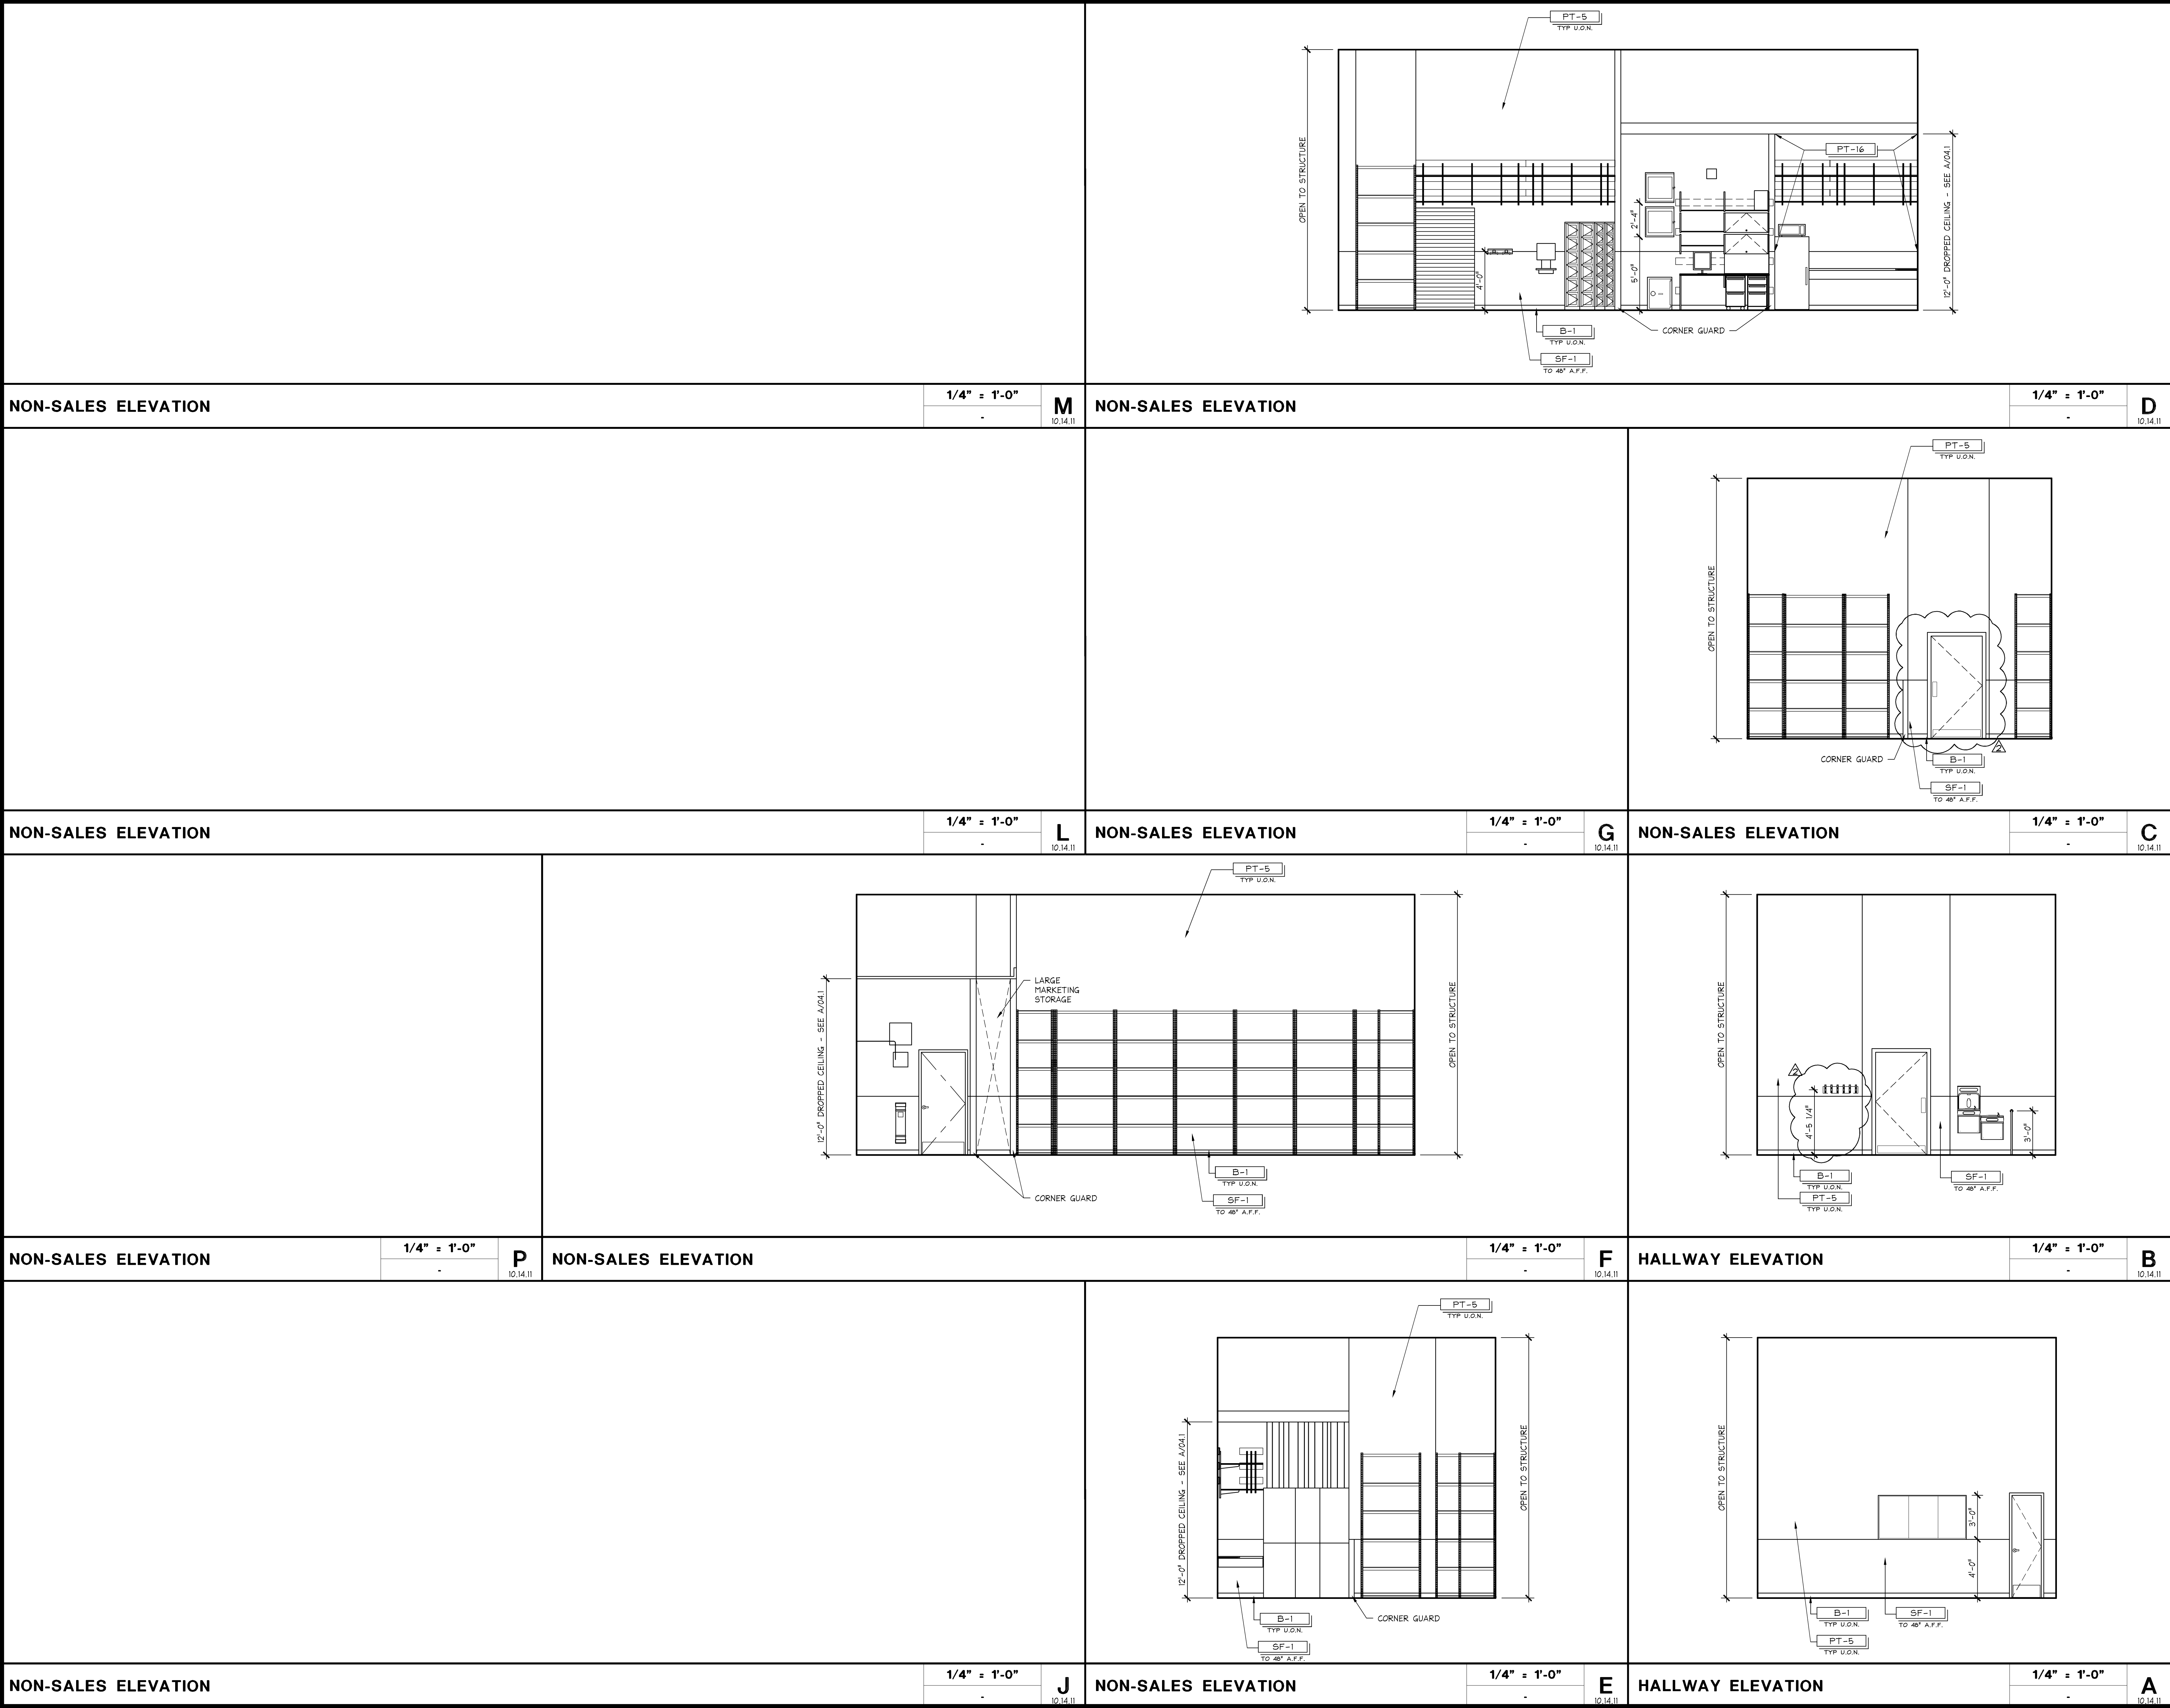 PT-5
TYP U.O.N.
OPEN TO STRUCTURE
PT-16
12'-0" DROPPED CEILING - SEE A/04.1
2'-4"
5'-0"
4'-0"
B-1
TYP U.O.N.
CORNER GUARD
SF-1
TO 48" A.F.F.
NON-SALES ELEVATION
1/4" = 1'-0"
-
M
10.14.11
NON-SALES ELEVATION
1/4" = 1'-0"
-
D
10.14.11
PT-5
TYP U.O.N.
OPEN TO STRUCTURE
2
CORNER GUARD
B-1
TYP U.O.N.
SF-1
TO 48" A.F.F.
NON-SALES ELEVATION
1/4" = 1'-0"
-
L
10.14.11
NON-SALES ELEVATION
1/4" = 1'-0"
-
G
10.14.11
NON-SALES ELEVATION
1/4" = 1'-0"
-
C
10.14.11
PT-5
TYP U.O.N.
12'-0" DROPPED CEILING - SEE A/04.1
LARGE
MARKETING
STORAGE
OPEN TO STRUCTURE
B-1
TYP U.O.N.
CORNER GUARD
SF-1
TO 48" A.F.F.
OPEN TO STRUCTURE
2
4'-5 1/4"
3'-0"
B-1
TYP U.O.N.
PT-5
TYP U.O.N.
SF-1
TO 48" A.F.F.
NON-SALES ELEVATION
1/4" = 1'-0"
-
P
10.14.11
NON-SALES ELEVATION
1/4" = 1'-0"
-
F
10.14.11
HALLWAY ELEVATION
1/4" = 1'-0"
-
B
10.14.11
PT-5
TYP U.O.N.
12'-0" DROPPED CEILING - SEE A/04.1
OPEN TO STRUCTURE
B-1
TYP U.O.N.
CORNER GUARD
SF-1
TO 48" A.F.F.
OPEN TO STRUCTURE
3'-0"
4'-0"
B-1
TYP U.O.N.
SF-1
TO 48" A.F.F.
PT-5
TYP U.O.N.
NON-SALES ELEVATION
1/4" = 1'-0"
-
J
10.14.11
NON-SALES ELEVATION
1/4" = 1'-0"
-
E
10.14.11
HALLWAY ELEVATION
1/4" = 1'-0"
-
A
10.14.11